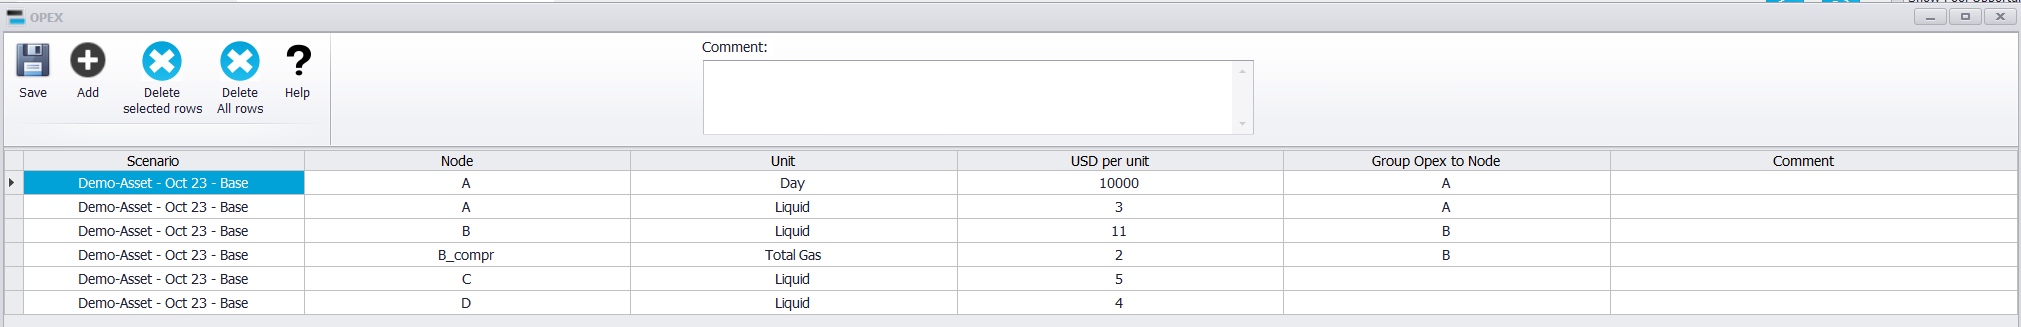 OPEX
Comment:
Save
Add
Delete
selected rows
Delete
All rows
Help
Scenario Node Unit USD per unit Group Opex to Node Comment
Demo-Asset - Oct 23 - Base A Day 10000 A
Demo-Asset - Oct 23 - Base A Liquid 3 A
Demo-Asset - Oct 23 - Base B Liquid 11 B
Demo-Asset - Oct 23 - Base B_compr Total Gas 2 B
Demo-Asset - Oct 23 - Base C Liquid 5
Demo-Asset - Oct 23 - Base D Liquid 4